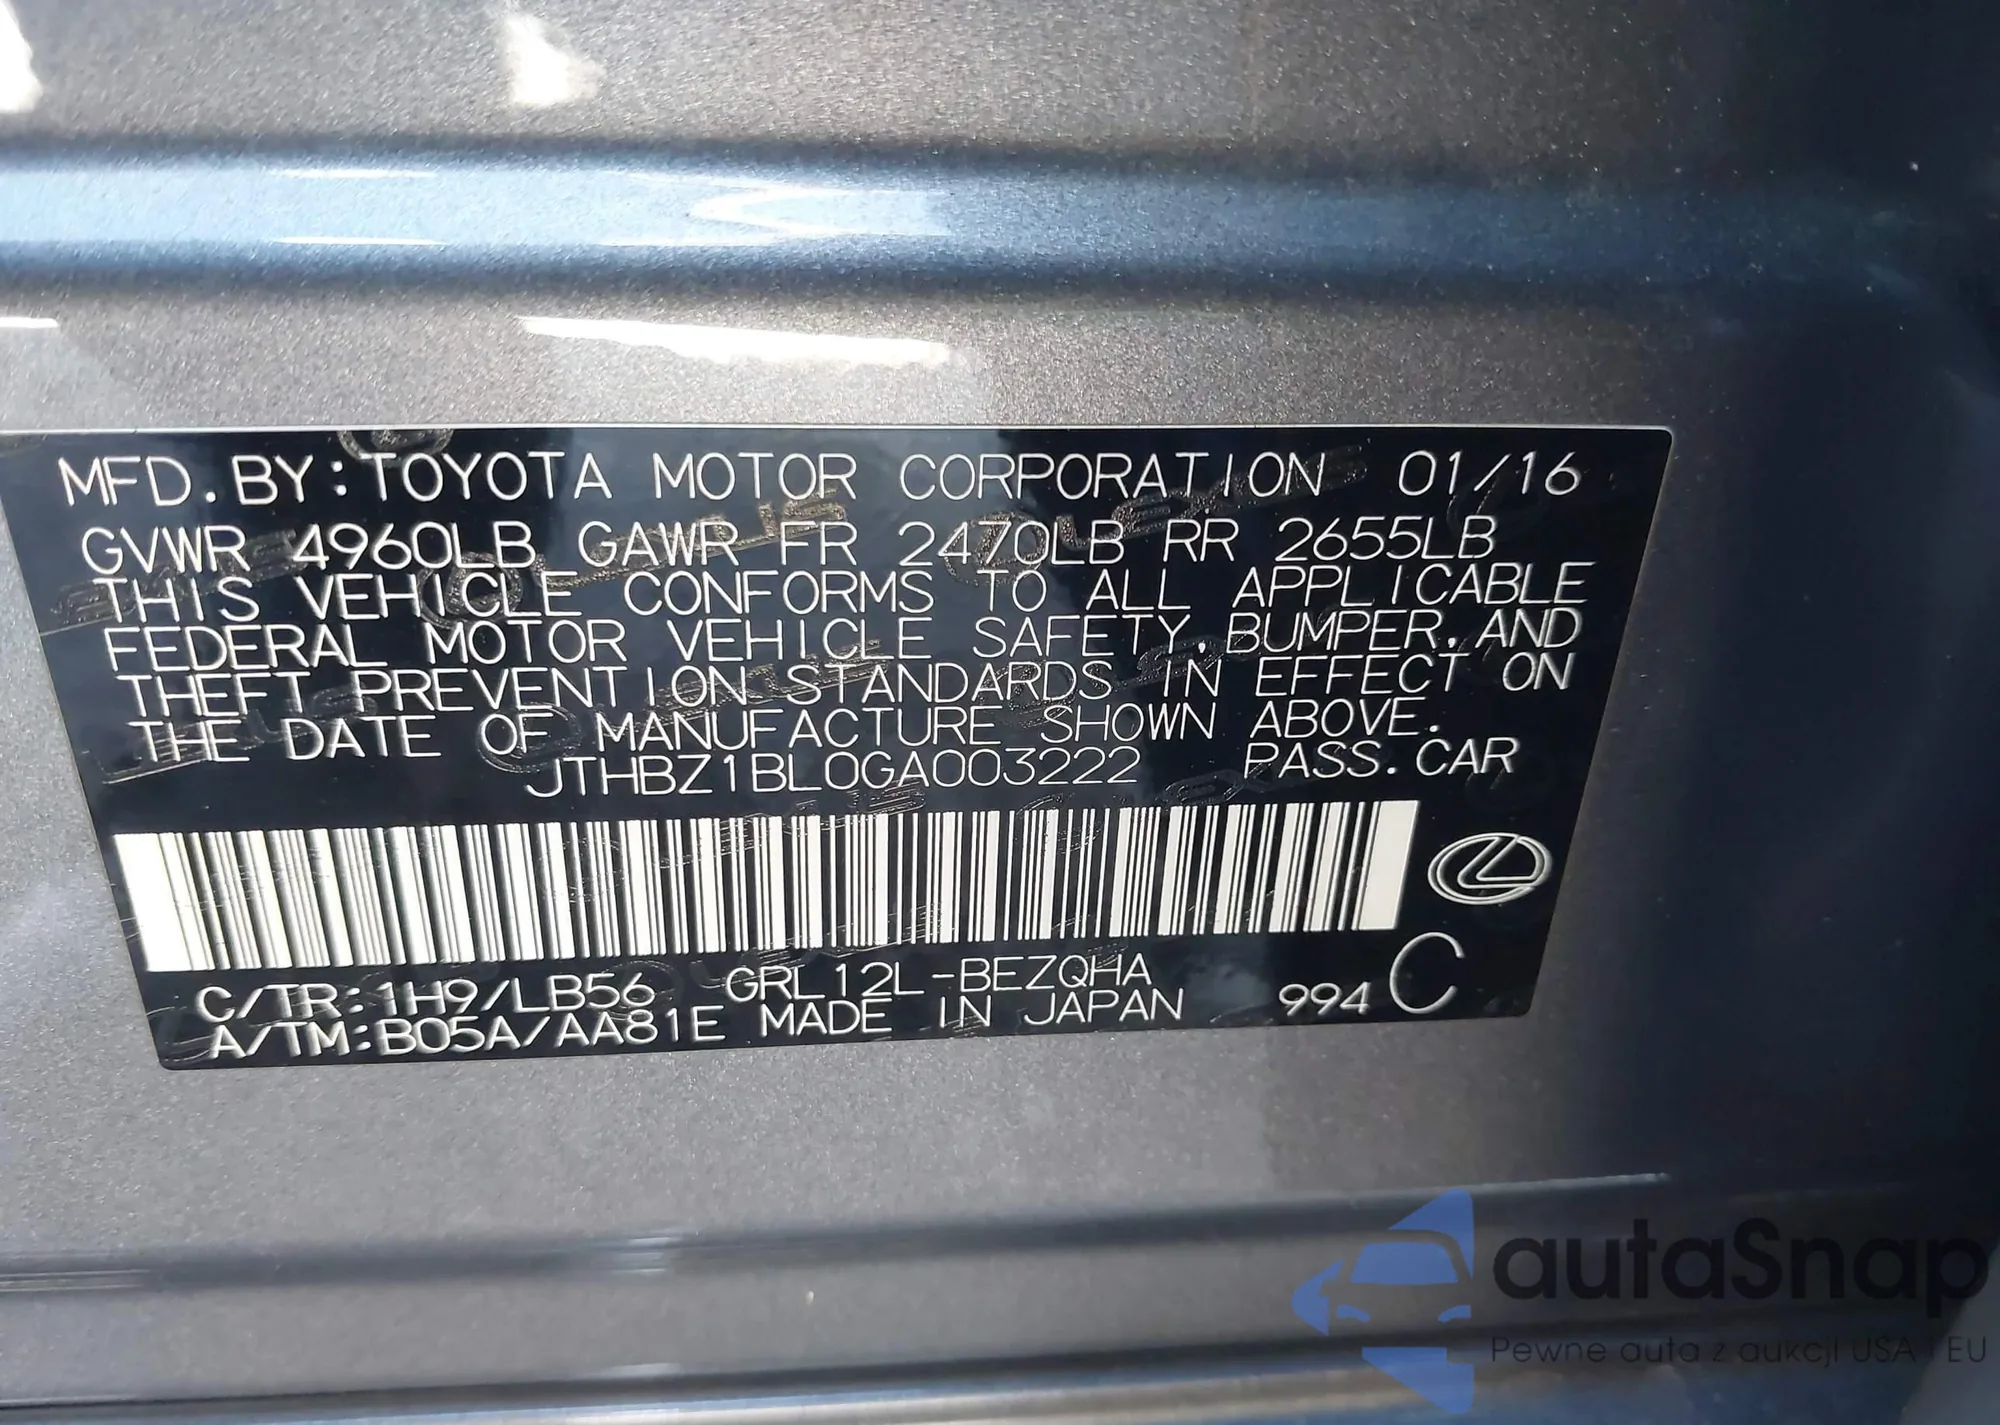 MFD. BY: TOYOTA MOTOR CORPORATION 01/16
GVWR 4960LB GAWR FR 2470LB RR 2655LB
THIS VEHICLE CONFORMS TO ALL APPLICABLE
FEDERAL MOTOR VEHICLE SAFETY, BUMPER, AND
THEFT PREVENTION STANDARDS IN EFFECT ON
THE DATE OF MANUFACTURE SHOWN ABOVE.
JTHBZ1BL0GA003222 PASS. CAR
C/TR:1H9/LB56 GRL12L-BEZQHA
A/TM:B05A/AA81E MADE IN JAPAN 994 C
autaSnap
Pewne auta z aukcji USA i EU